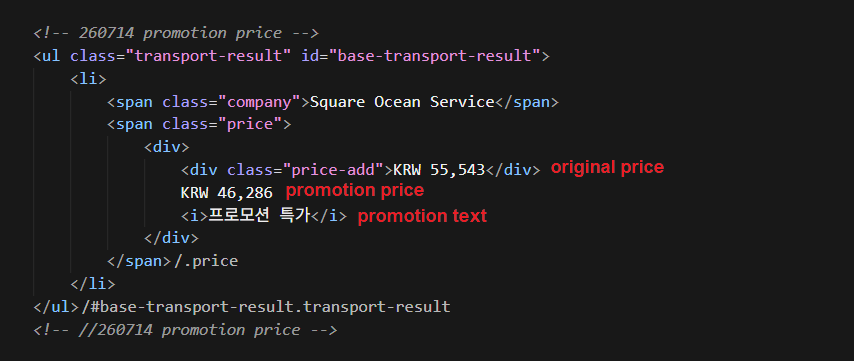 <!-- 260714 promotion price -->
<ul class="transport-result" id="base-transport-result">
<li>
<span class="company">Square Ocean Service</span>
<span class="price">
<div>
<div class="price-add">KRW 55,543</div> original price
KRW 46,286 promotion price
<i>프로모션 특가</i> promotion text
</div>
</span>/.price
</li>
</ul>/#base-transport-result.transport-result
<!-- //260714 promotion price -->